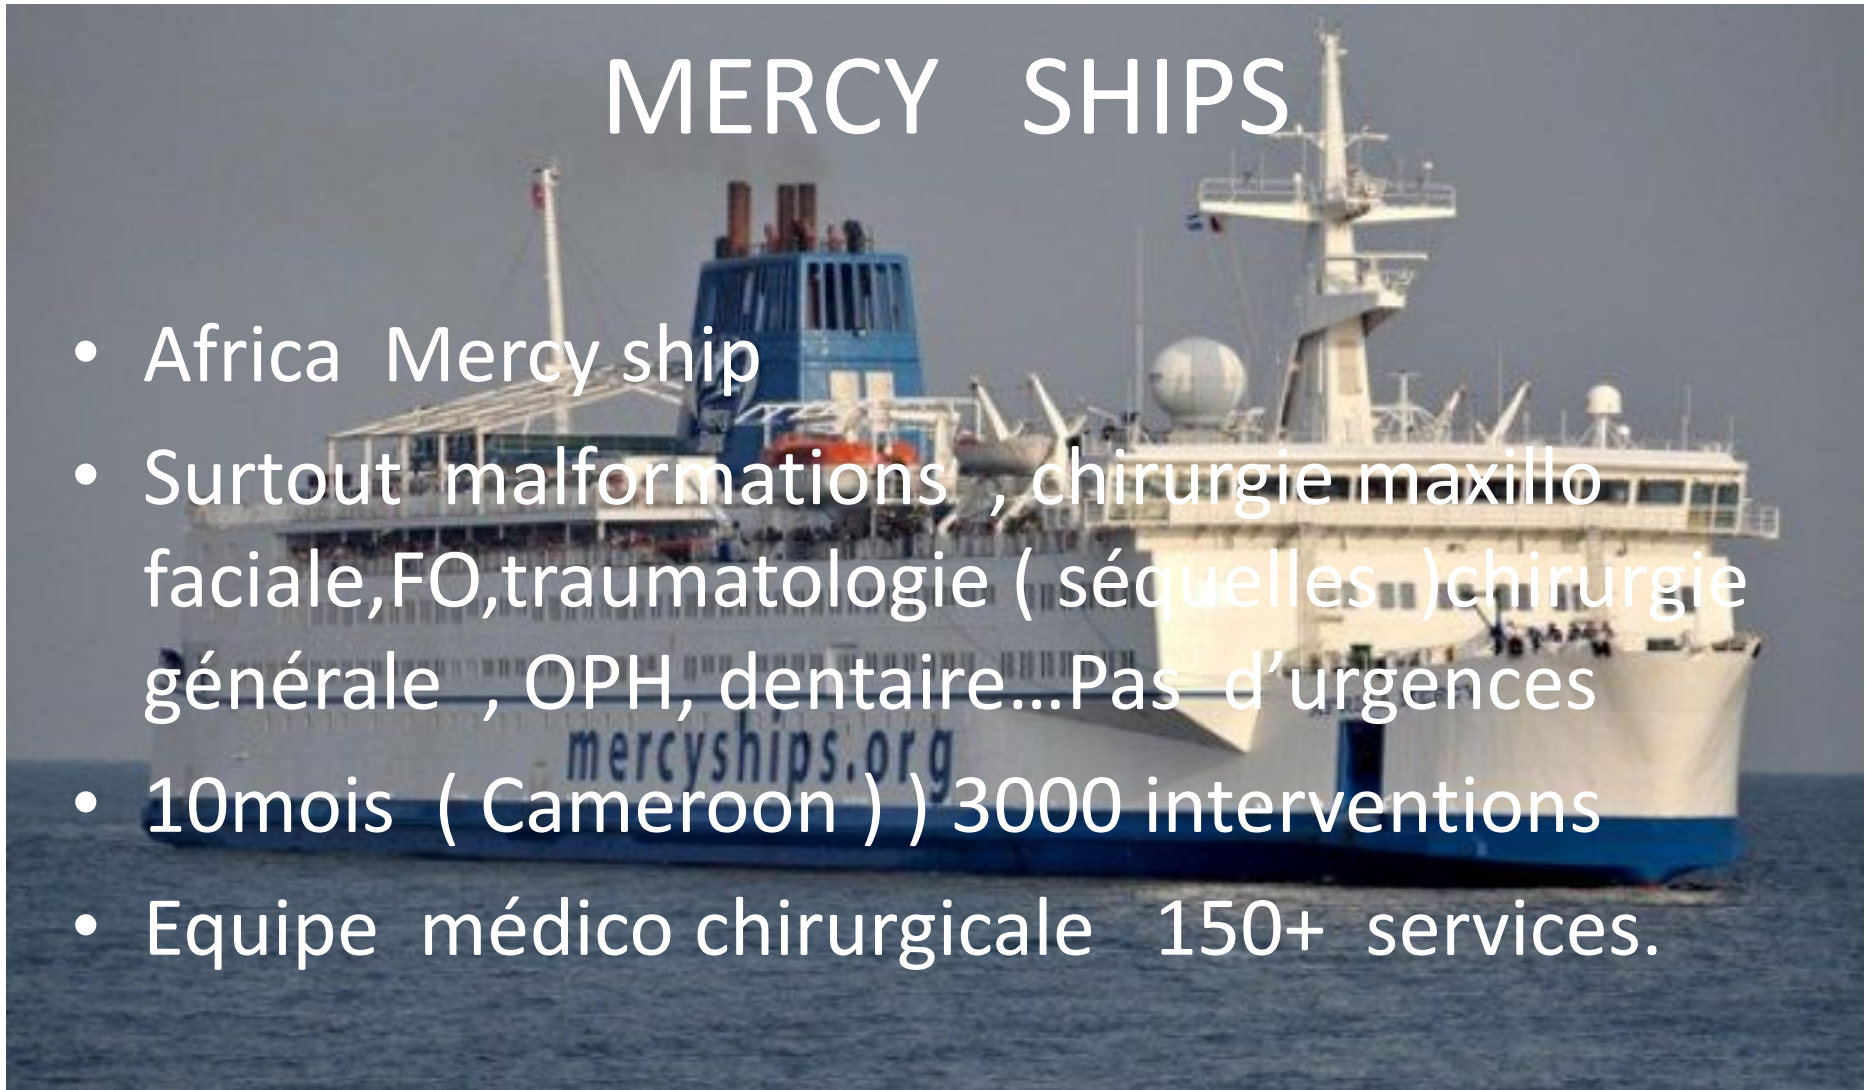 MERCY SHIPS
• Africa Mercy ship
• Surtout malformations , chirurgie maxillo
faciale,FO,traumatologie ( séquelles )chirurgie
générale , OPH, dentaire…Pas d’urgences
mercyships.org
• 10mois ( Cameroon ) ) 3000 interventions
• Equipe médico chirurgicale 150+ services.